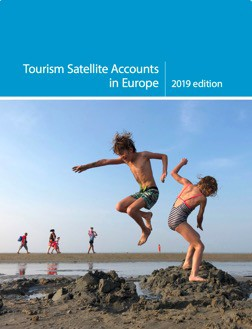 Tourism Satellite Accounts
in Europe
2019 edition